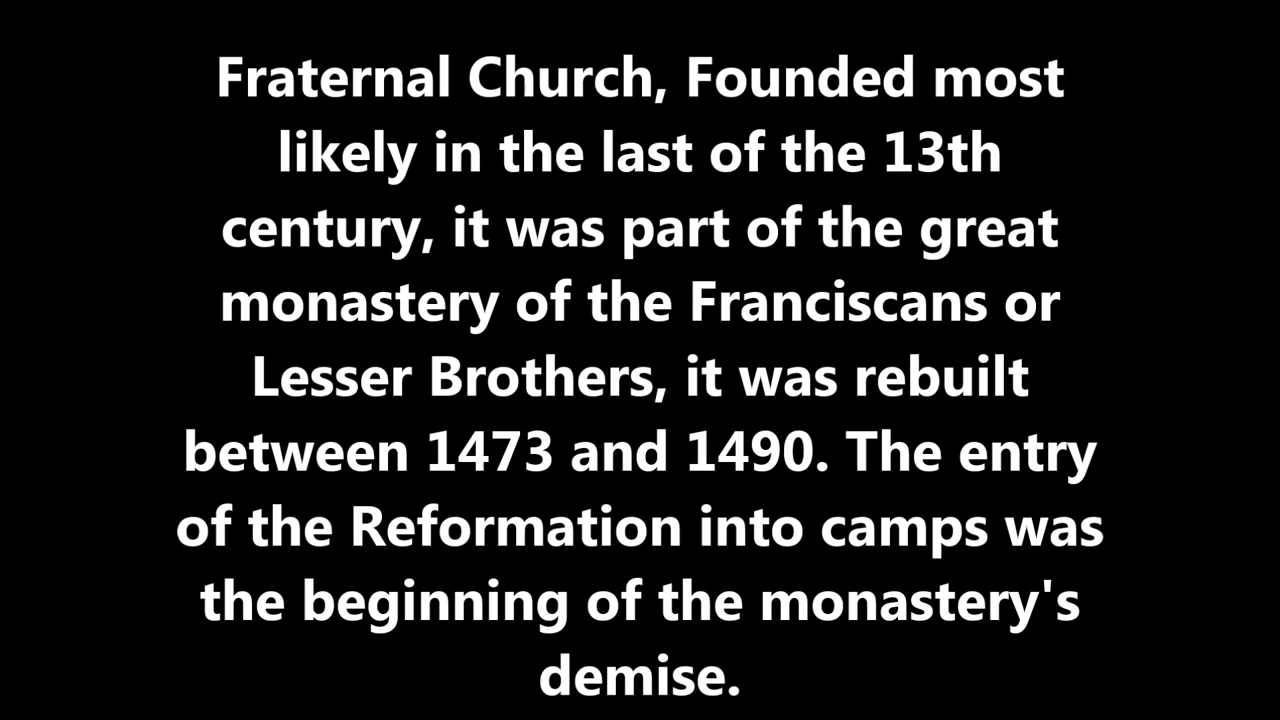 Fraternal Church, Founded most
likely in the last of the 13th
century, it was part of the great
monastery of the Franciscans or
Lesser Brothers, it was rebuilt
between 1473 and 1490. The entry
of the Reformation into camps was
the beginning of the monastery's
demise.